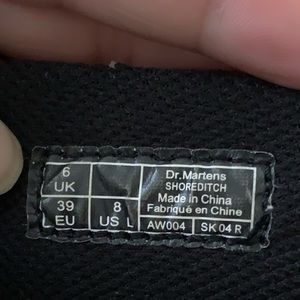 6
UK
39
EU
8
US L
Dr.Martens
SHOREDITCH
Made in China
Fabriqué en Chine
AW004
SK 04 R